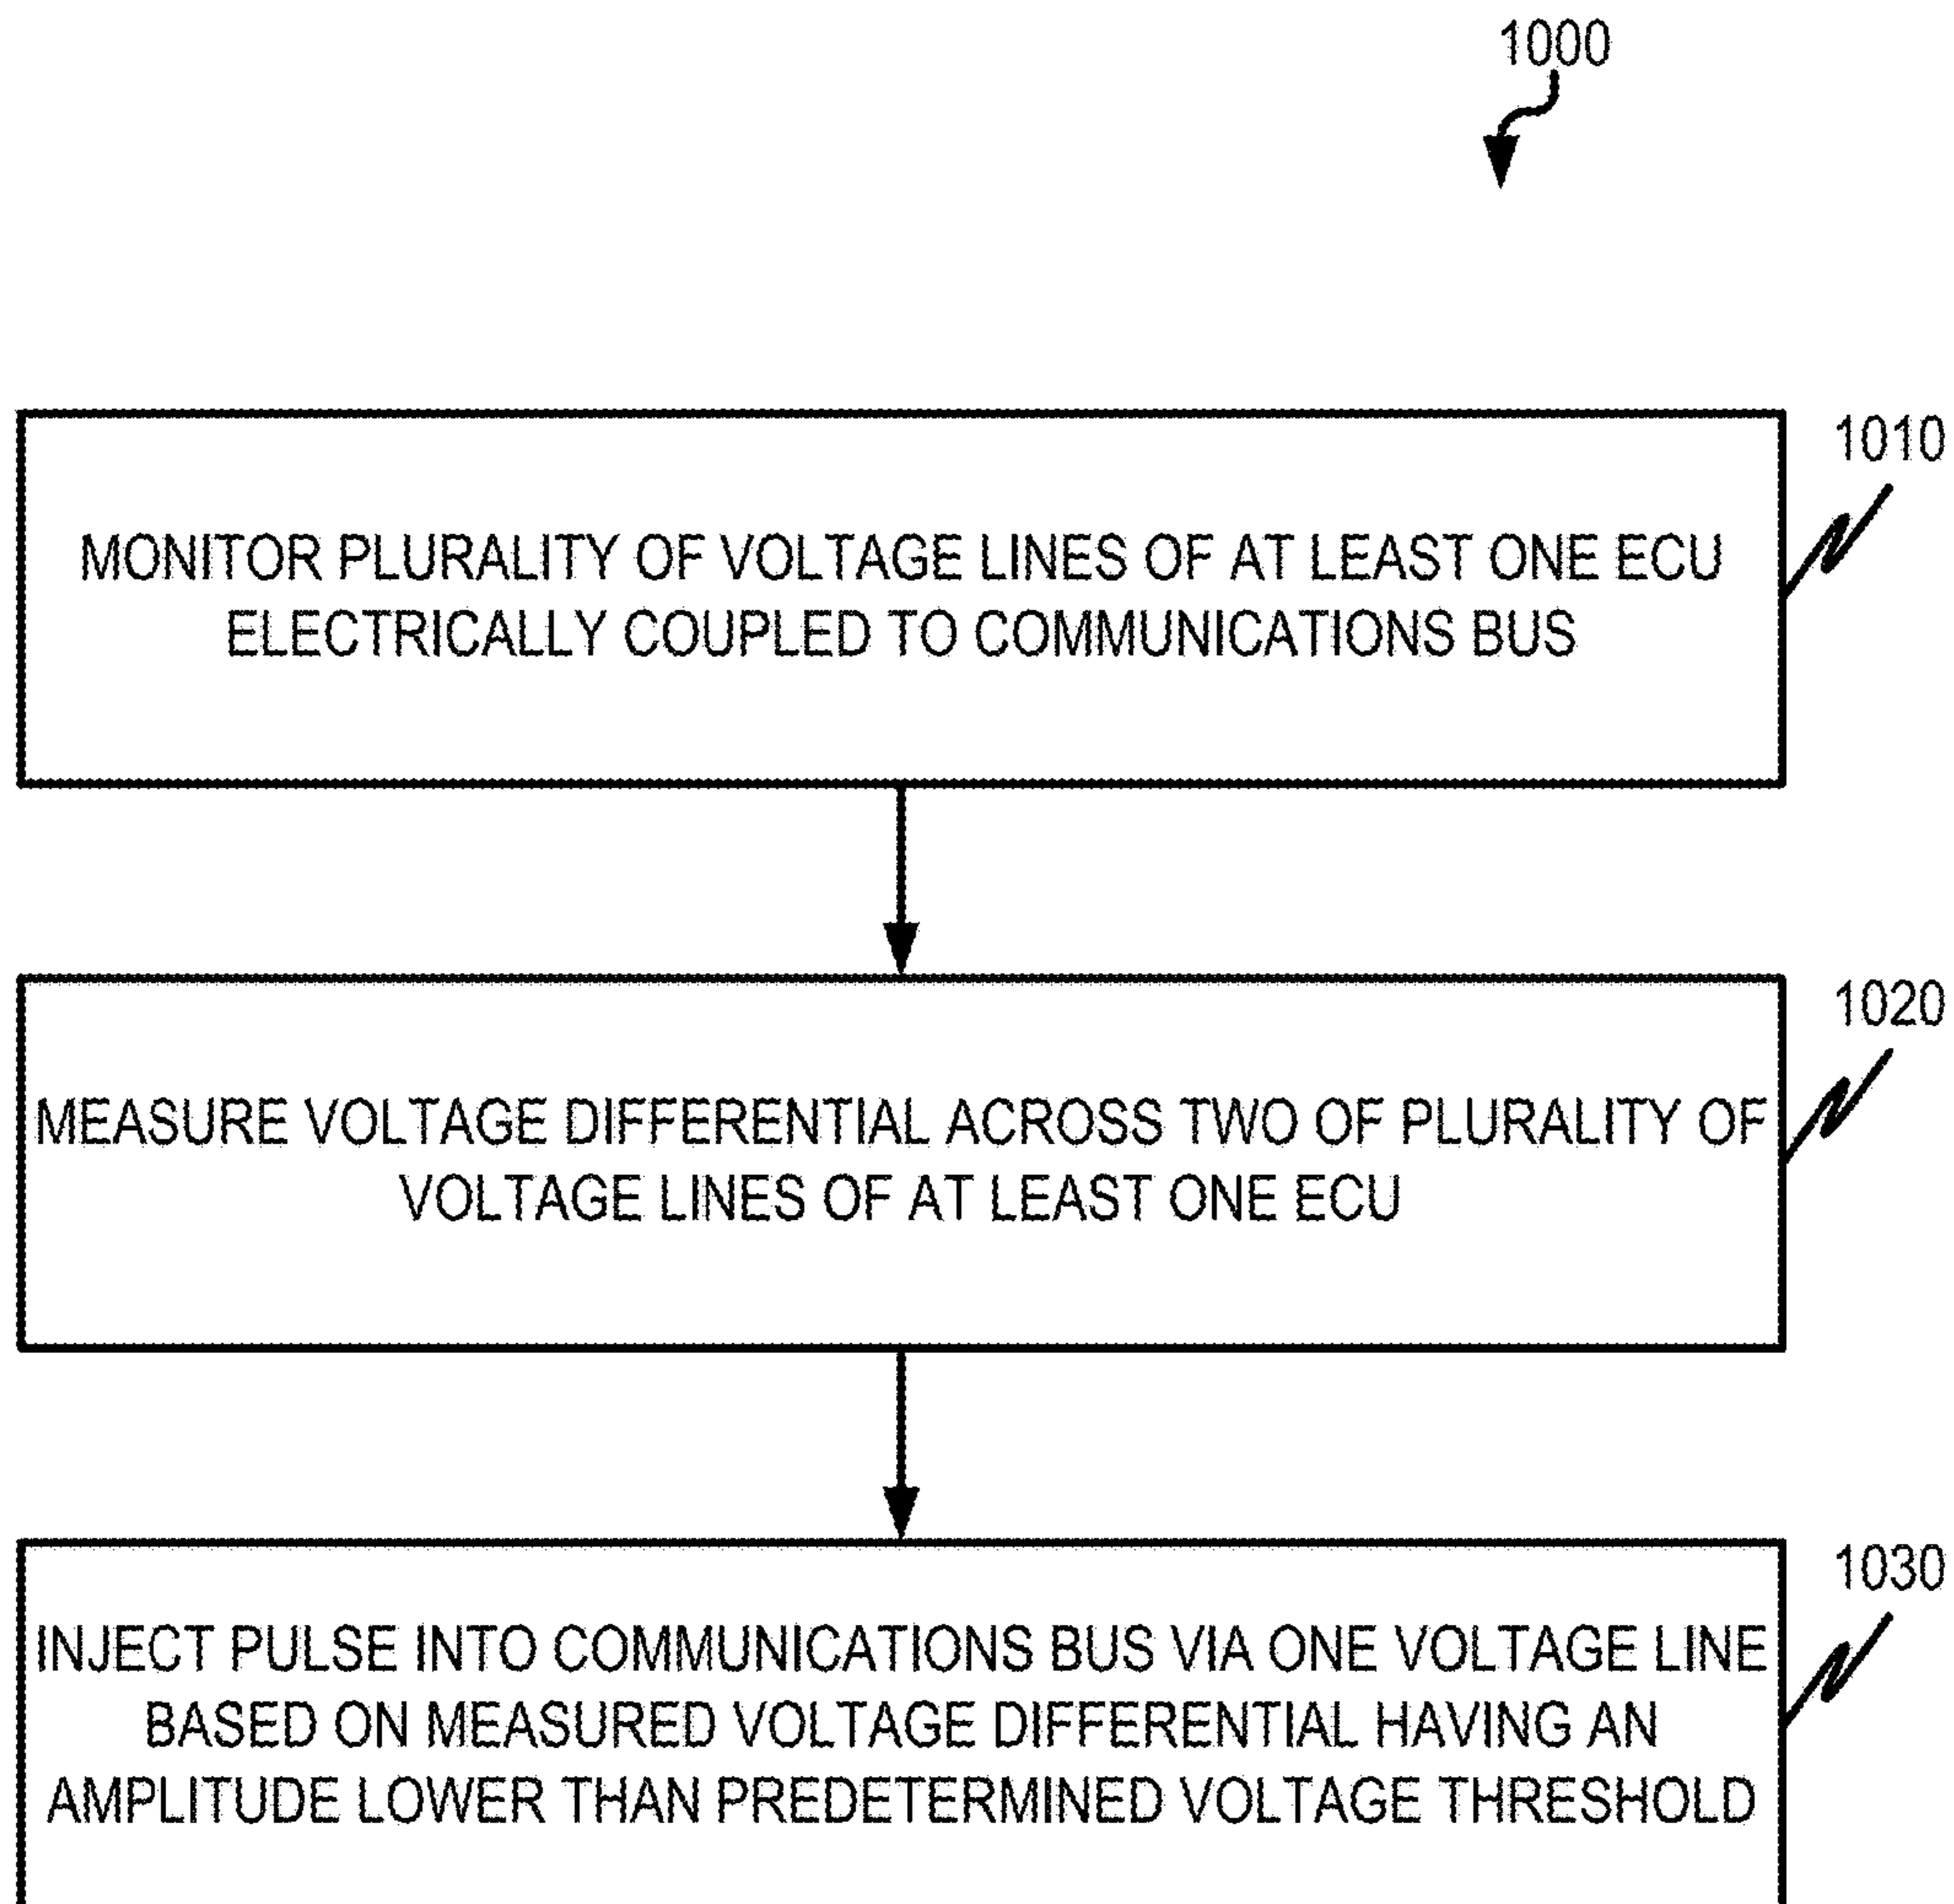 1000
1010
MONITOR PLURALITY OF VOLTAGE LINES OF AT LEAST ONE ECU
ELECTRICALLY COUPLED TO COMMUNICATIONS BUS
1020
MEASURE VOLTAGE DIFFERENTIAL ACROSS TWO OF PLURALITY OF
VOLTAGE LINES OF AT LEAST ONE ECU
1030
INJECT PULSE INTO COMMUNICATIONS BUS VIA ONE VOLTAGE LINE
BASED ON MEASURED VOLTAGE DIFFERENTIAL HAVING AN
AMPLITUDE LOWER THAN PREDETERMINED VOLTAGE THRESHOLD